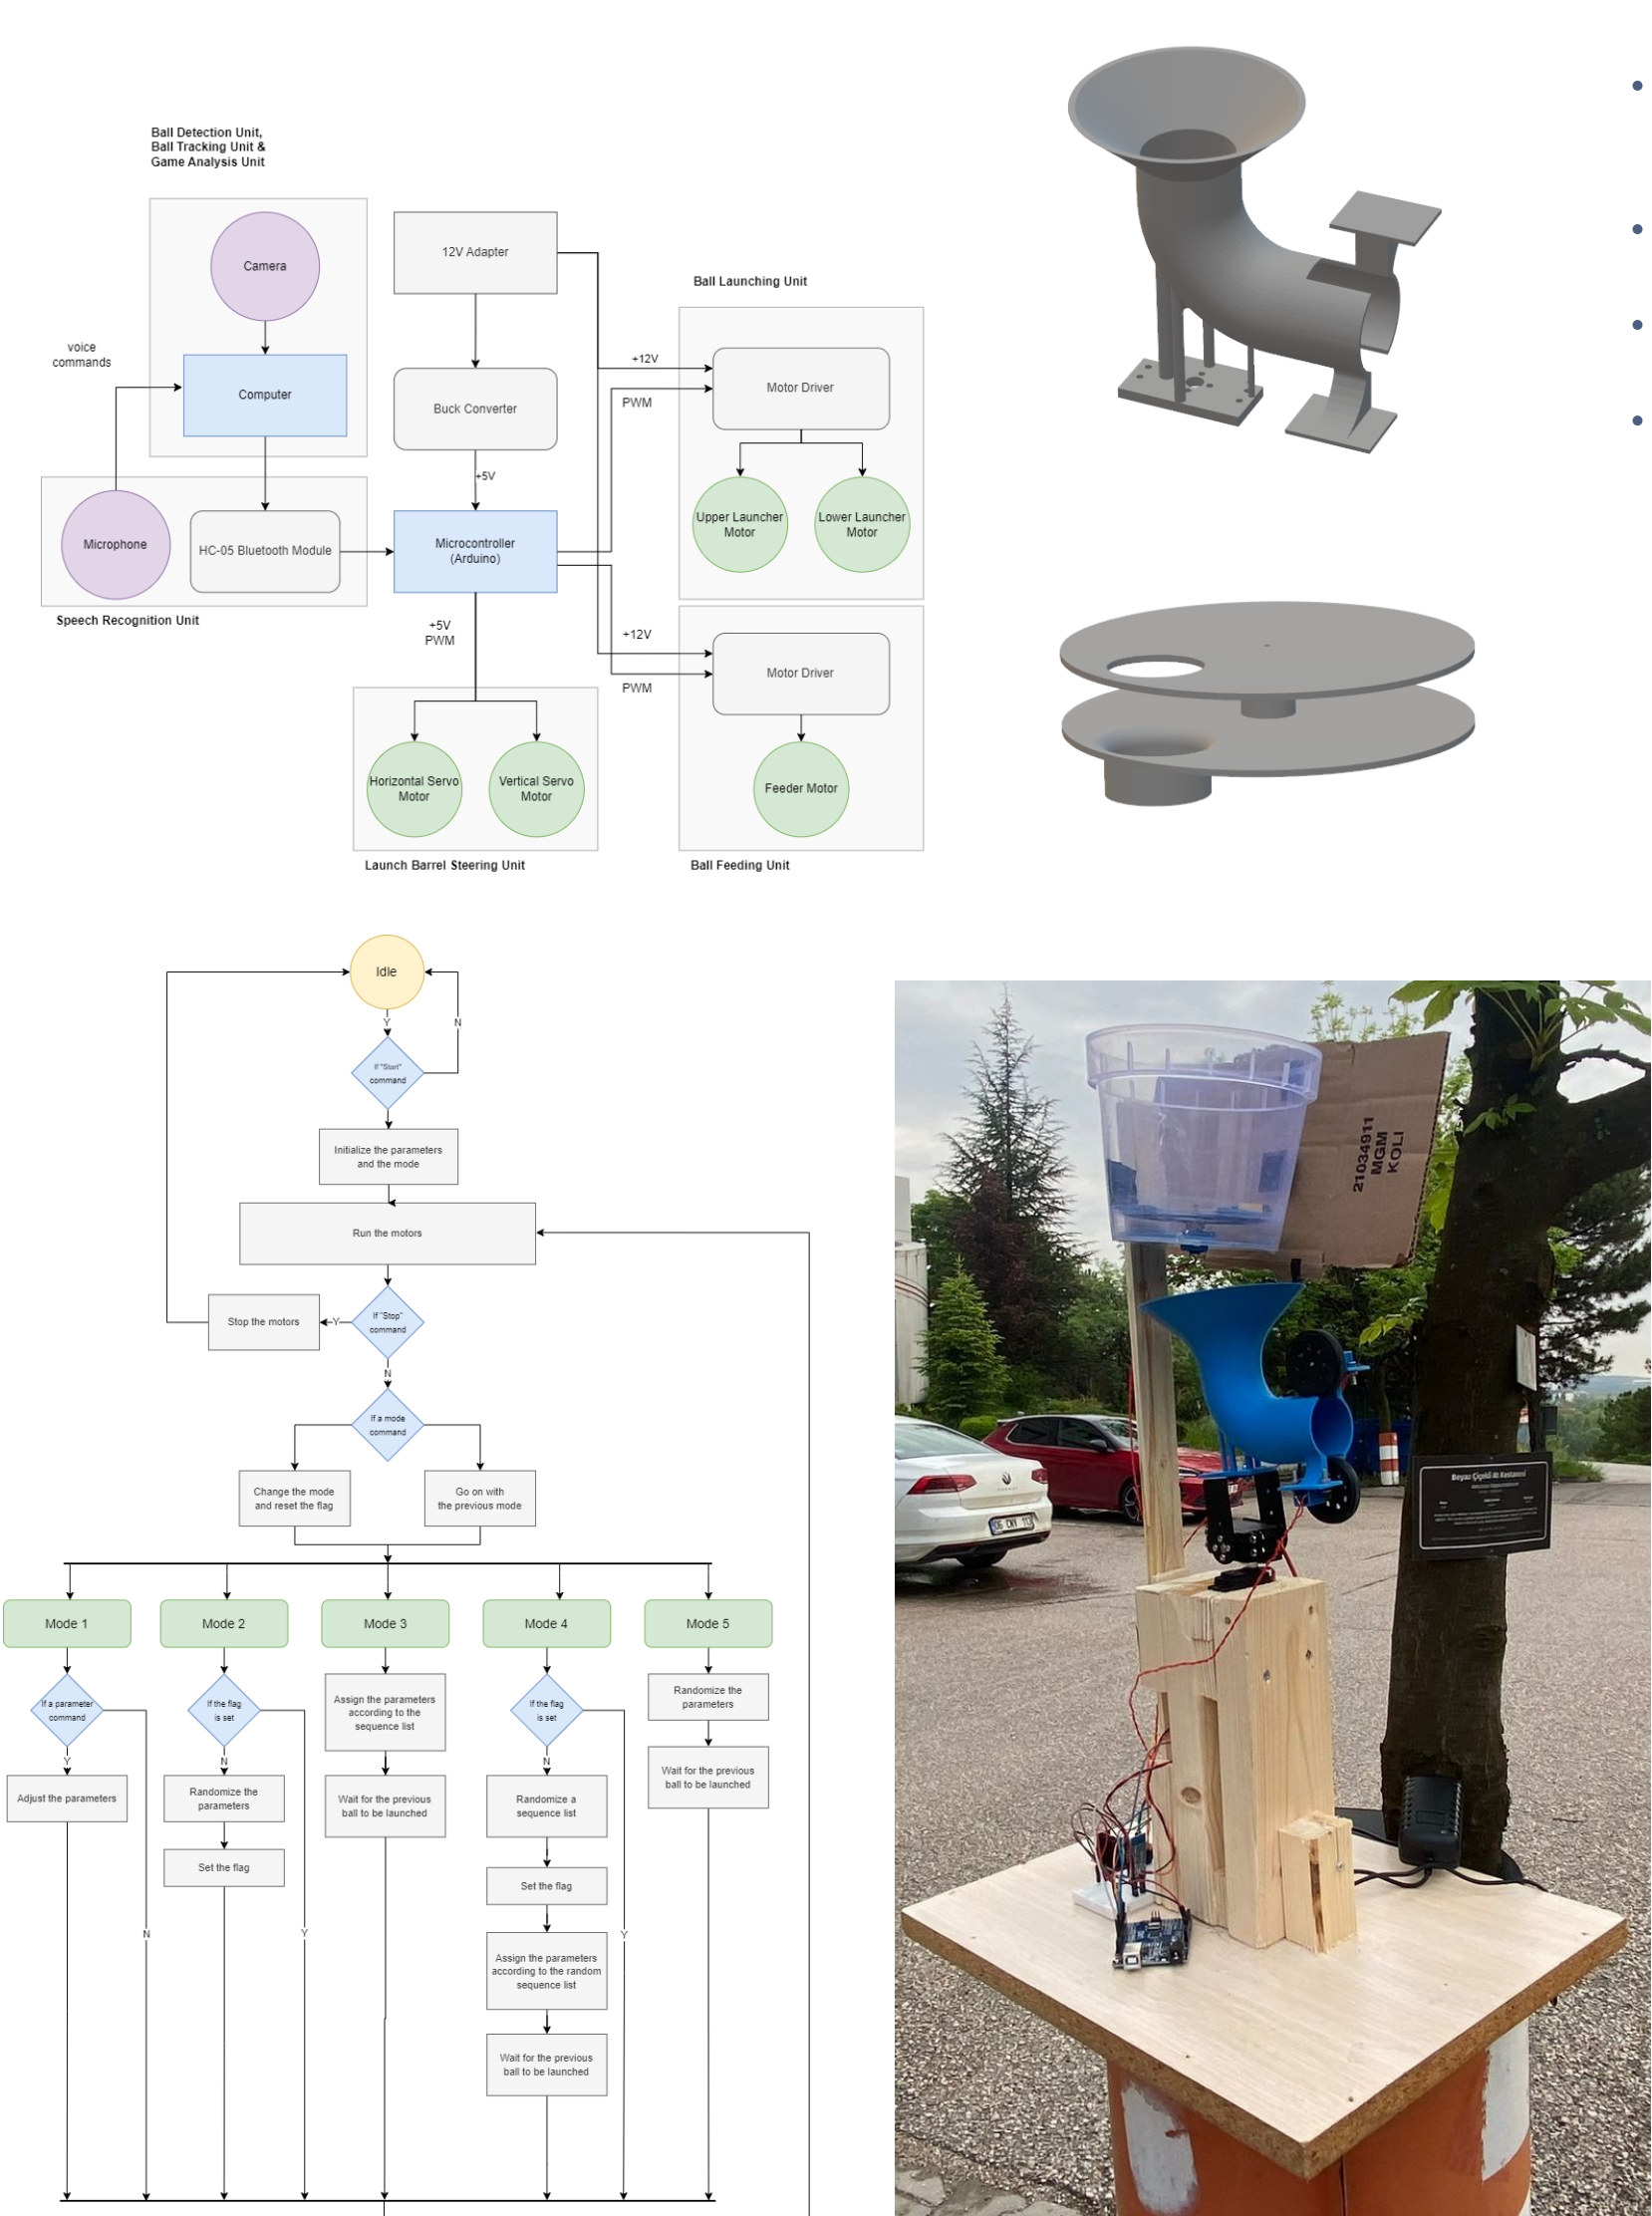 Ball Detection Unit,
Ball Tracking Unit &
Game Analysis Unit
Camera
12V Adapter
Ball Launching Unit
voice
commands
Computer
Buck Converter
+12V
PWM
Motor Driver
+5V
Upper Launcher
Motor
Lower Launcher
Motor
Microphone
HC-05 Bluetooth Module
Microcontroller
(Arduino)
Speech Recognition Unit
+5V
PWM
+12V
PWM
Motor Driver
Horizontal Servo
Motor
Vertical Servo
Motor
Feeder Motor
Launch Barrel Steering Unit
Ball Feeding Unit
Idle
Y
N
If "Start"
command
Initialize the parameters
and the mode
Run the motors
Stop the motors
Y
If "Stop"
command
N
If a mode
command
Change the mode
and reset the flag
Go on with
the previous mode
Mode 1
Mode 2
Mode 3
Mode 4
Mode 5
If a parameter
command
Y
Adjust the parameters
N
If the flag
is set
N
Randomize the
parameters
Set the flag
Y
Assign the parameters
according to the
sequence list
Wait for the previous
ball to be launched
If the flag
is set
N
Randomize a
sequence list
Set the flag
Assign the parameters
according to the random
sequence list
Wait for the previous
ball to be launched
Y
Randomize the
parameters
Wait for the previous
ball to be launched
21034911
MGM
KOLİ
Beyaz Çiçekli At Kestanesi